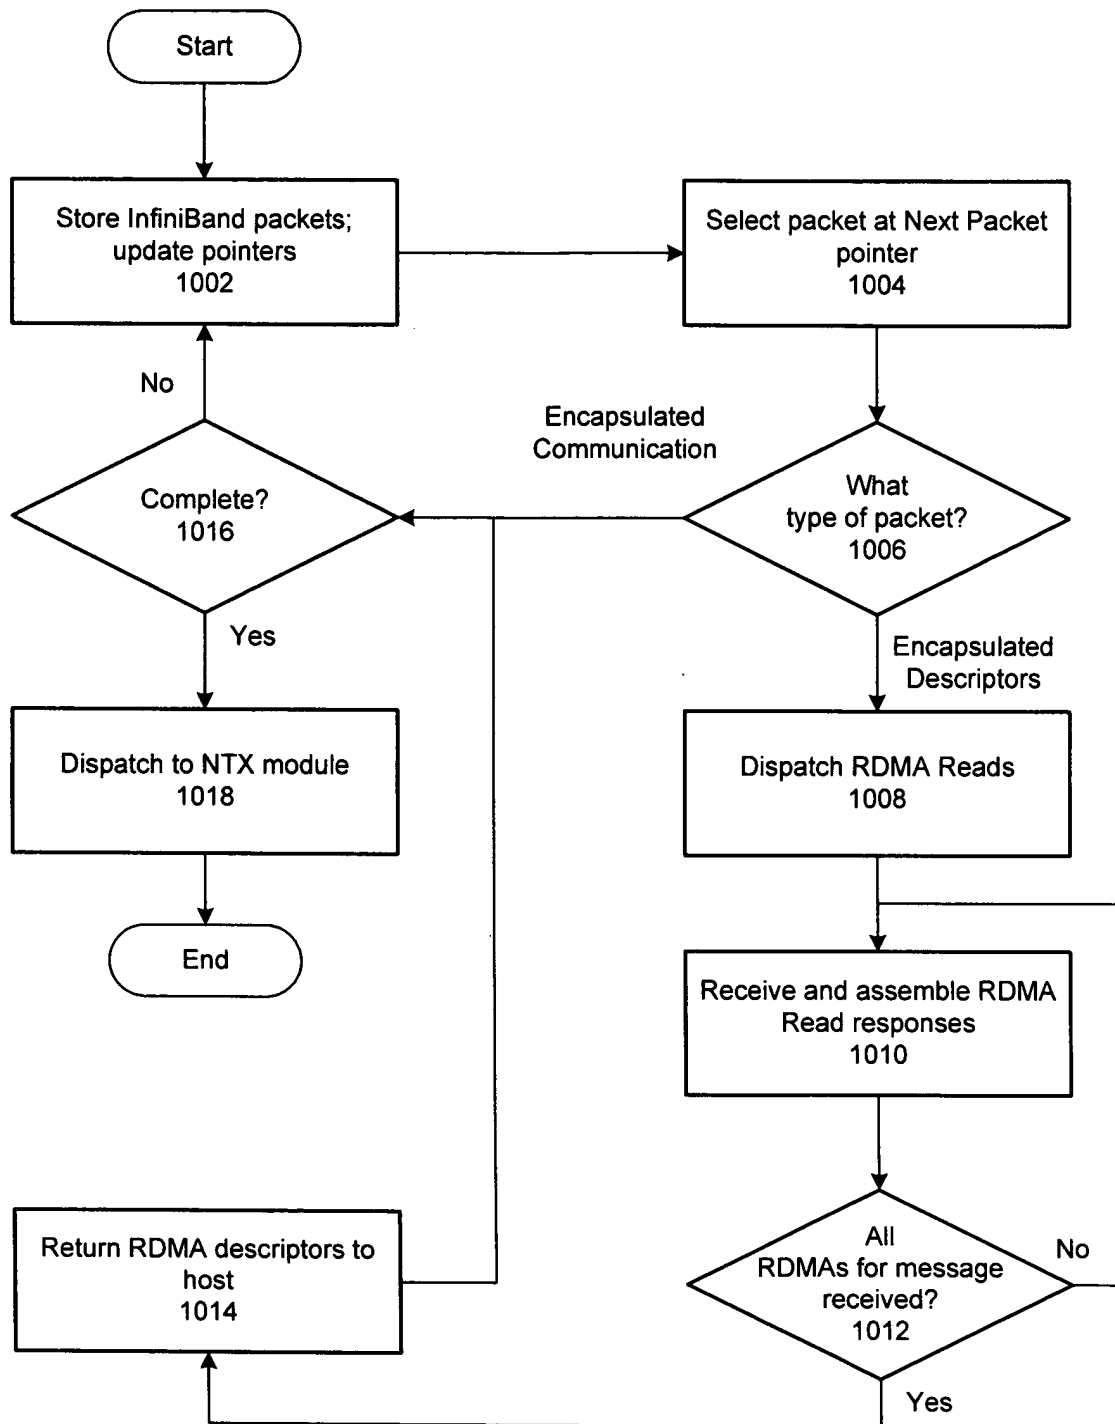 Start
Store InfiniBand packets;
update pointers
1002
Select packet at Next Packet
pointer
1004
No
Encapsulated
Communication
Complete?
1016
What
type of packet?
1006
Yes
Encapsulated
Descriptors
Dispatch to NTX module
1018
Dispatch RDMA Reads
1008
End
Receive and assemble RDMA
Read responses
1010
Return RDMA descriptors to
host
1014
All
RDMAs for message
received?
1012
No
Yes